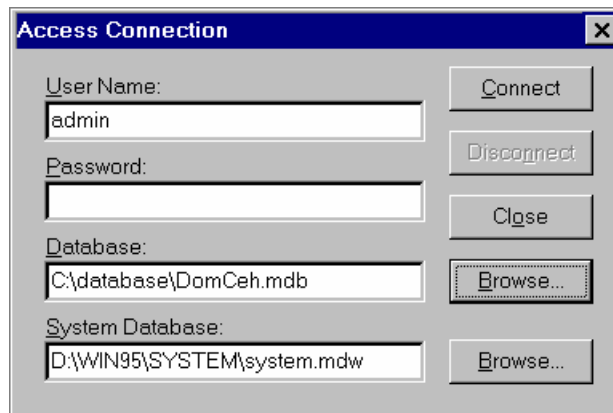 Access Connection
User Name:
Connect
admin
Disconnect
Password:
Close
Database:
C:\database\DomCeh.mdb
Browse...
System Database:
D:\WIN95\SYSTEM\system.mdw
Browse...